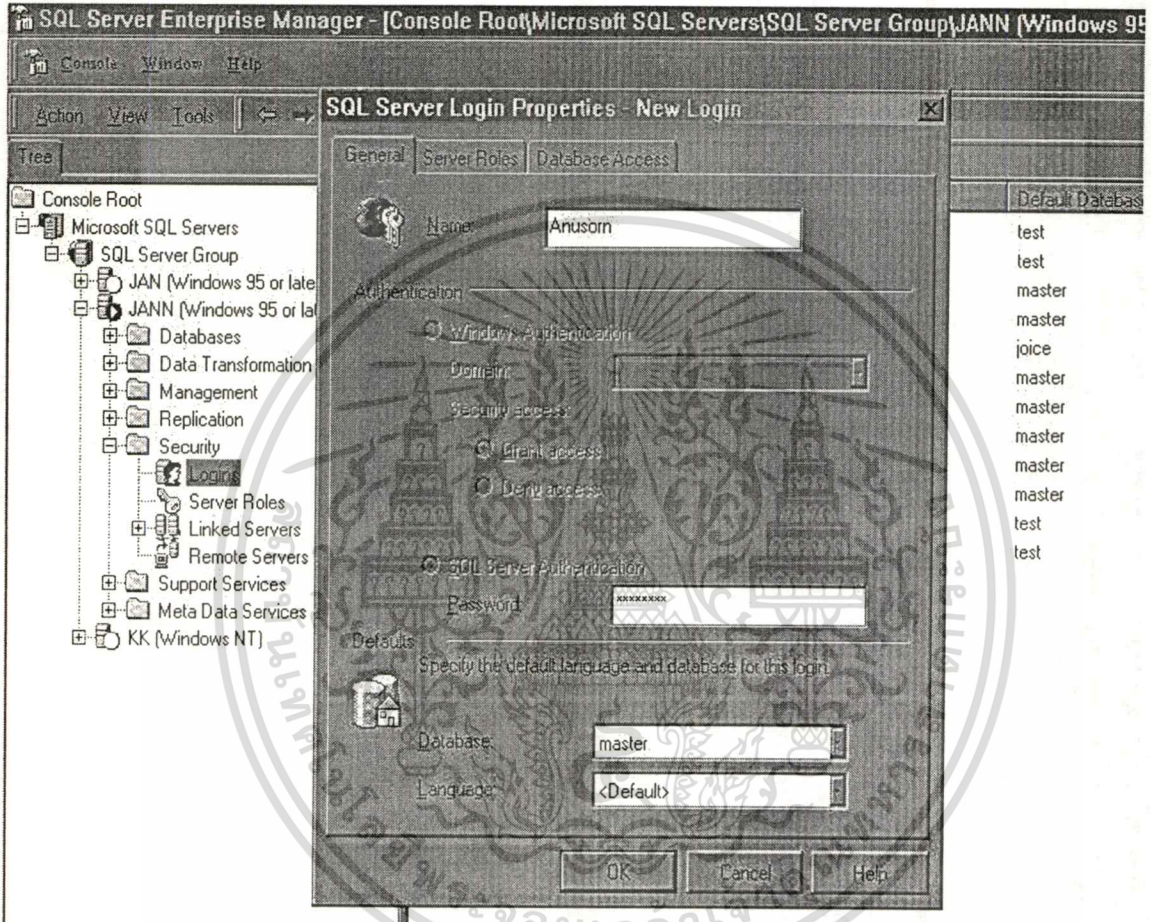 SQL Server Enterprise Manager - [Console Root\Microsoft SQL Servers\SQL Server Group\JANN (Windows 95
Console Window Help
Action View Tools
Tree
Console Root
Microsoft SQL Servers
SQL Server Group
JAN (Windows 95 or late
JANN (Windows 95 or lat
Databases
Data Transformation
Management
Replication
Security
Logins
Server Roles
Linked Servers
Remote Servers
Support Services
Meta Data Services
KK (Windows NT)
SQL Server Login Properties - New Login
General Server Roles Database Access
Name: Anusorn
Authentication
Windows Authentication
Domain:
Security access:
Grant access
Deny access
SQL Server Authentication
Password: ********
Defaults
Specify the default language and database for this login.
Database: master
Language: <Default>
OK Cancel Help
Default Databas
test
test
master
master
joice
master
master
master
master
master
test
test